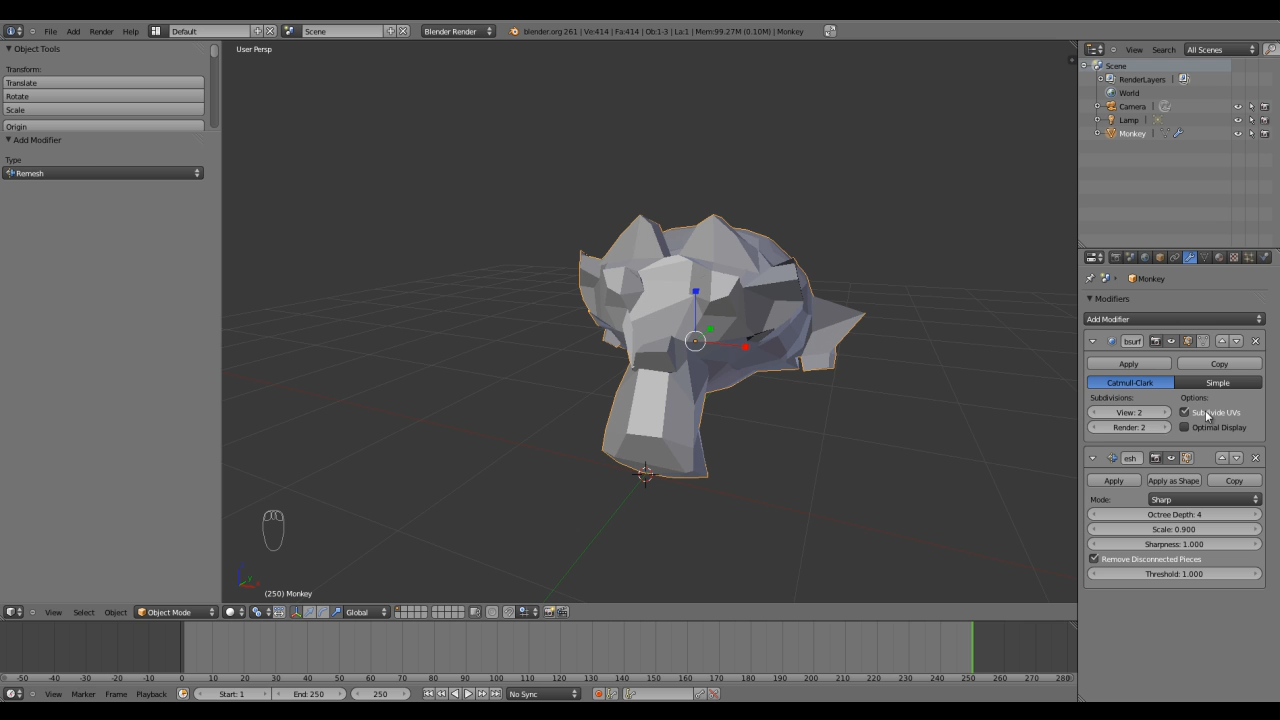 File Add Render Help Default Scene Blender Render blender.org 261 | Ve:414 | Fa:414 | Ob:1-3 | La:1 | Mem:99.27M (0.10M) | Monkey
Object Tools
Transform:
Translate
Rotate
Scale
Origin
Add Modifier
Type
Remesh
User Persp
(250) Monkey
View Select Object Object Mode Global
-50 -40 -30 -20 -10 0 10 20 30 40 50 60 70 80 90 100 110 120 130 140 150 160 170 180 190 200 210 220 230 240 250 260 270 280
View Marker Frame Playback Start: 1 End: 250 250 No Sync
View Search All Scenes
Scene
RenderLayers |
World
Camera |
Lamp |
Monkey |
Monkey
Modifiers
Add Modifier
bsurf
Apply Copy
Catmull-Clark Simple
Subdivisions: Options:
View: 2 Subdivide UVs
Render: 2 Optimal Display
esh
Apply Apply as Shape Copy
Mode: Sharp
Octree Depth: 4
Scale: 0.900
Sharpness: 1.000
Remove Disconnected Pieces
Threshold: 1.000